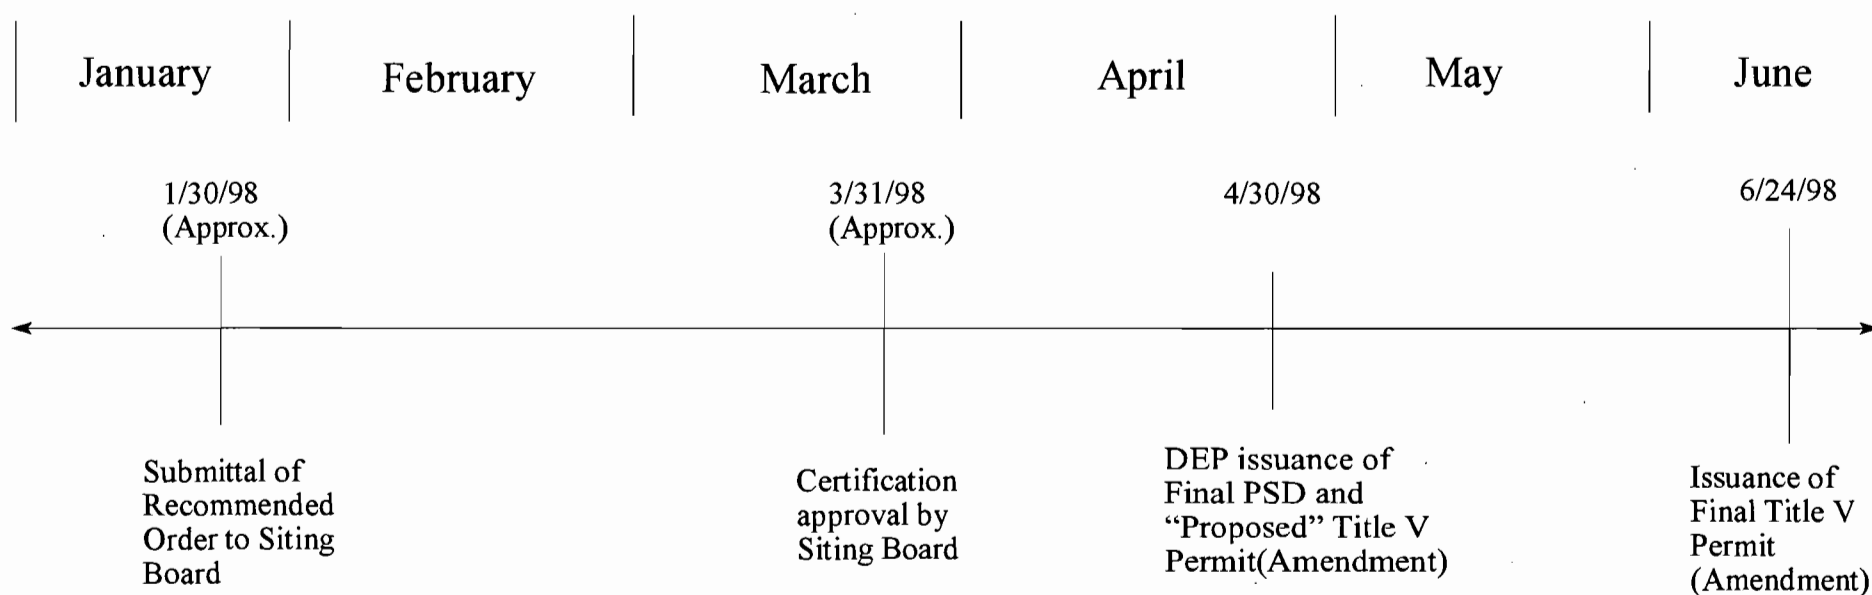 January
February
March
April
May
June
1/30/98
(Approx.)
3/31/98
(Approx.)
4/30/98
6/24/98
Submittal of
Recommended
Order to Siting
Board
Certification
approval by
Siting Board
DEP issuance of
Final PSD and
“Proposed” Title V
Permit(Amendment)
Issuance of
Final Title V
Permit
(Amendment)